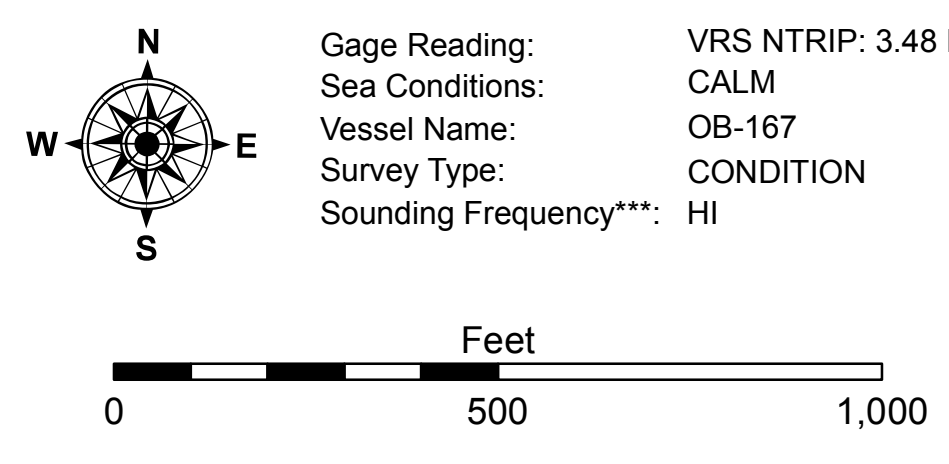 N
W E
S
Gage Reading: VRS NTRIP: 3.48
Sea Conditions: CALM
Vessel Name: OB-167
Survey Type: CONDITION
Sounding Frequency***: HI
Feet
0 500 1,000